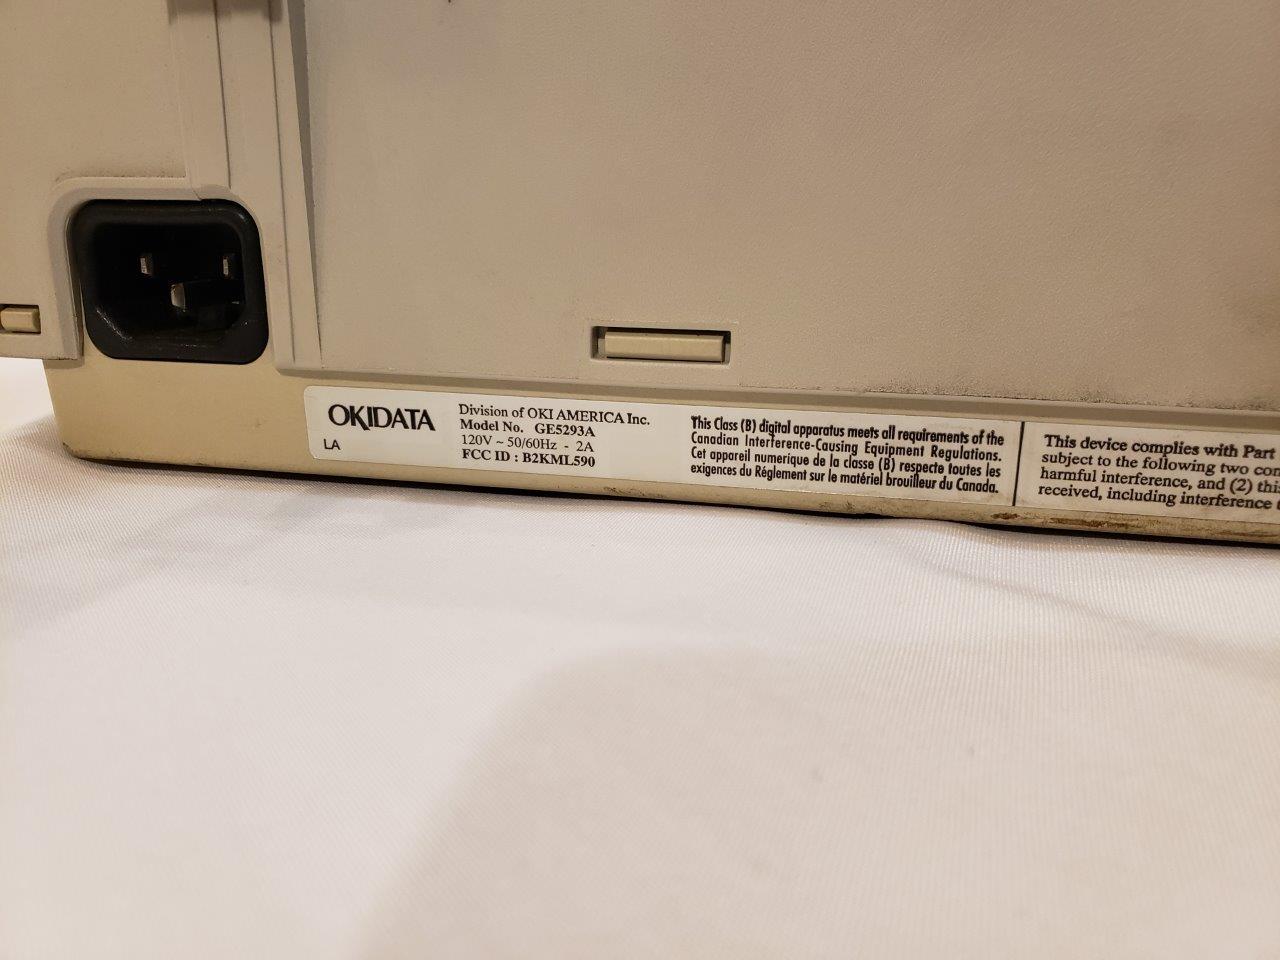 OKIDATA
LA
Division of OKI AMERICA Inc.
Model No. GE5293A
120V ~ 50/60Hz - 2A
FCC ID : B2KML590
This Class (B) digital apparatus meets all requirements of the
Canadian Interference-Causing Equipment Regulations.
Cet appareil numerique de la classe (B) respecte toutes les
exigences du Réglement sur le matériel brouilleur du Canada.
This device complies with Part
subject to the following two con
harmful interference, and (2) this
received, including interference